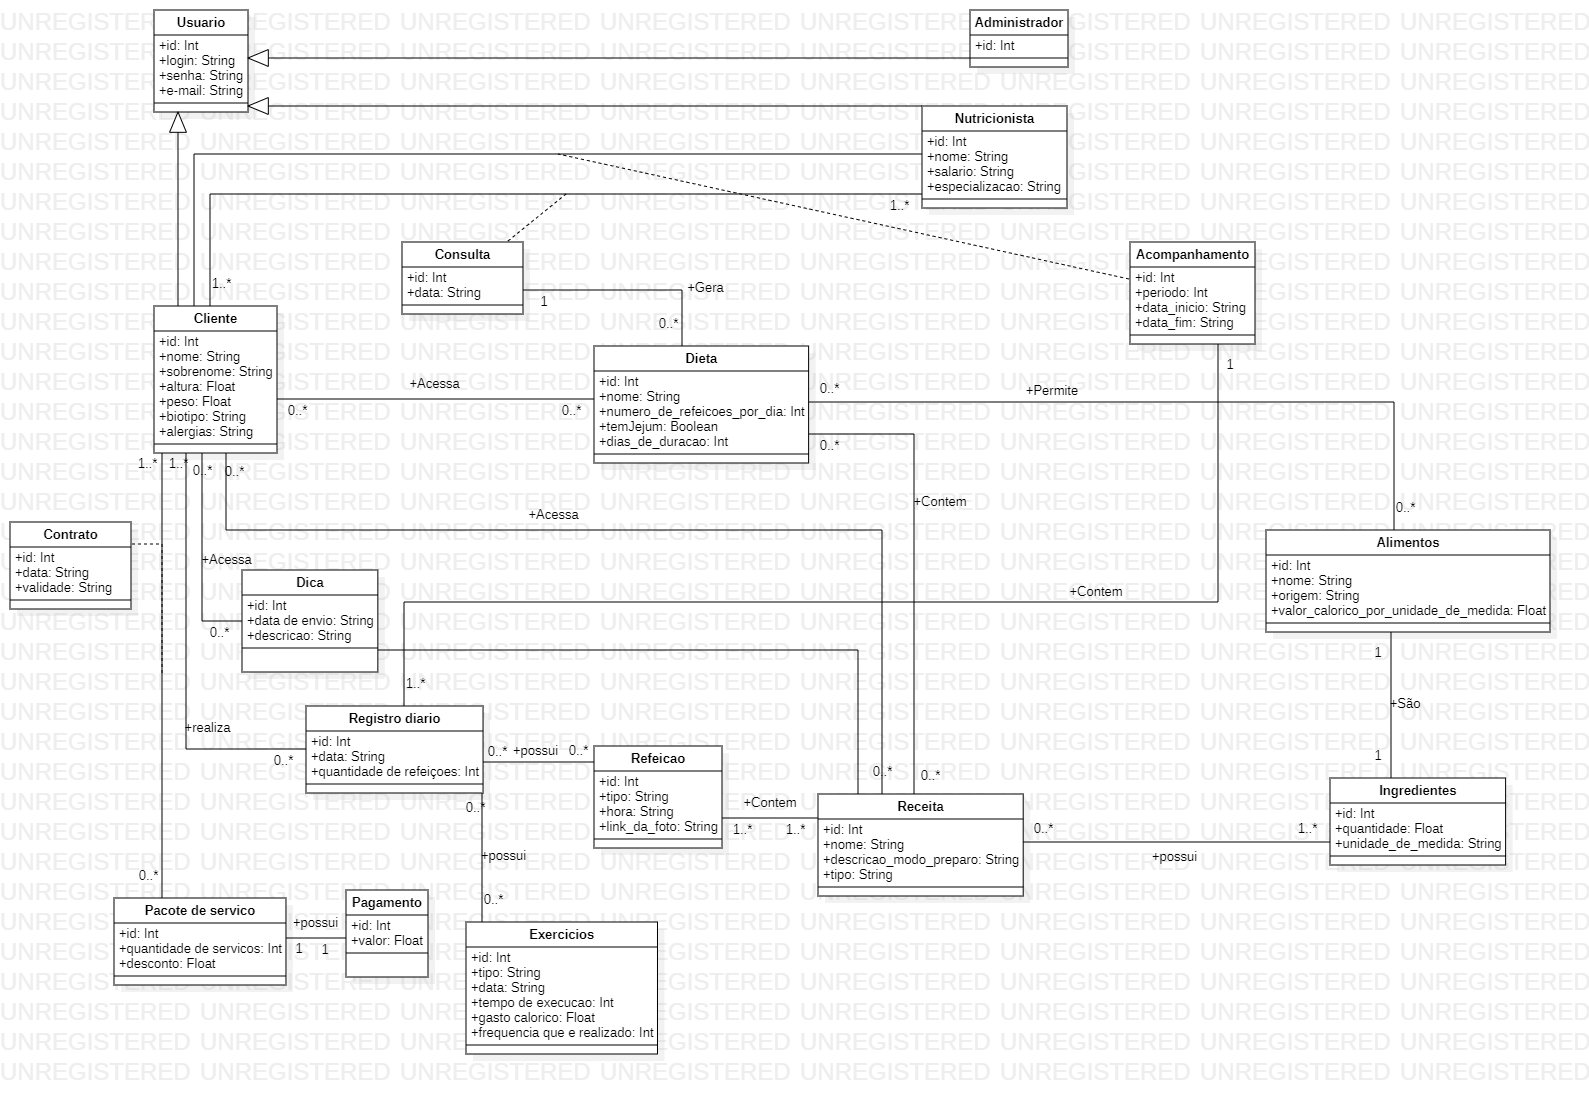 Usuario
+id: Int
+login: String
+senha: String
+e-mail: String
Administrador
+id: Int
Nutricionista
+id: Int
+nome: String
+salario: String
+especializacao: String
1..*
1..*
Consulta
+id: Int
+data: String
1
+Gera
0..*
Acompanhamento
+id: Int
+periodo: Int
+data_inicio: String
+data_fim: String
1
Cliente
+id: Int
+nome: String
+sobrenome: String
+altura: Float
+peso: Float
+biotipo: String
+alergias: String
+Acessa
0..*
0..*
Dieta
+id: Int
+nome: String
+numero_de_refeicoes_por_dia: Int
+temJejum: Boolean
+dias_de_duracao: Int
0..*
+Permite
0..*
0..*
+Contem
1..*
1..*
0..*
0..*
+Acessa
Contrato
+id: Int
+data: String
+validade: String
+Acessa
0..*
Dica
+id: Int
+data de envio: String
+descricao: String
+Contem
1..*
Alimentos
+id: Int
+nome: String
+origem: String
+valor_calorico_por_unidade_de_medida: Float
1
+São
1
+realiza
0..*
Registro diario
+id: Int
+data: String
+quantidade de refeiçoes: Int
0..*
+possui
0..*
Refeicao
+id: Int
+tipo: String
+hora: String
+link_da_foto: String
+Contem
1..*
1..*
0..*
0..*
Receita
+id: Int
+nome: String
+descricao_modo_preparo: String
+tipo: String
0..*
1..*
+possui
Ingredientes
+id: Int
+quantidade: Float
+unidade_de_medida: String
0..*
+possui
0..*
0..*
Pacote de servico
+id: Int
+quantidade de servicos: Int
+desconto: Float
+possui
1
1
Pagamento
+id: Int
+valor: Float
Exercicios
+id: Int
+tipo: String
+data: String
+tempo de execucao: Int
+gasto calorico: Float
+frequencia que e realizado: Int
UNREGISTERED UNREGISTERED UNREGISTERED UNREGISTERED UNREGISTERED UNREGISTERED UNREGISTERED UNREGISTERED